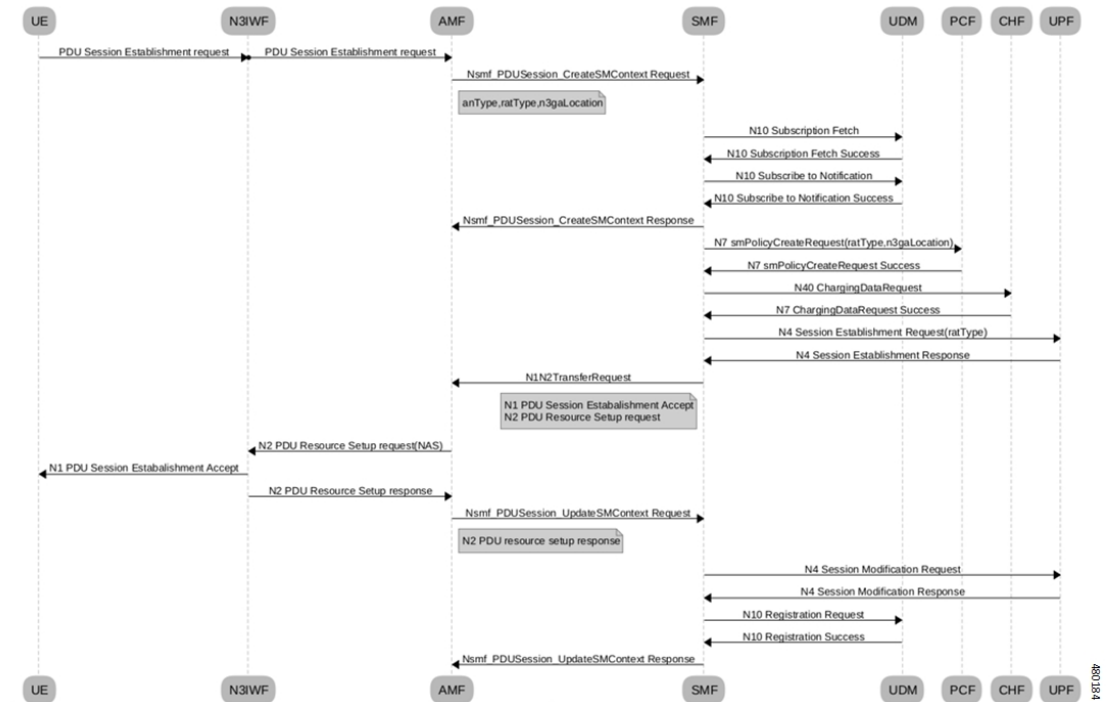 UE N3IWF AMF SMF UDM PCF CHF UPF
PDU Session Establishment request
PDU Session Establishment request
Nsmf_PDUSession_CreateSMContext Request
anType,ratType,n3gaLocation
N10 Subscription Fetch
N10 Subscription Fetch Success
N10 Subscribe to Notification
N10 Subscribe to Notification Success
Nsmf_PDUSession_CreateSMContext Response
N7 smPolicyCreateRequest(ratType,n3gaLocation)
N7 smPolicyCreateRequest Success
N40 ChargingDataRequest
N7 ChargingDataRequest Success
N4 Session Establishment Request(ratType)
N4 Session Establishment Response
N1N2TransferRequest
N1 PDU Session Estabalishment Accept
N2 PDU Resource Setup request
N2 PDU Resource Setup request(NAS)
N1 PDU Session Estabalishment Accept
N2 PDU Resource Setup response
Nsmf_PDUSession_UpdateSMContext Request
N2 PDU resource setup response
N4 Session Modification Request
N4 Session Modification Response
N10 Registration Request
N10 Registration Success
Nsmf_PDUSession_UpdateSMContext Response
UE N3IWF AMF SMF UDM PCF CHF UPF
480184